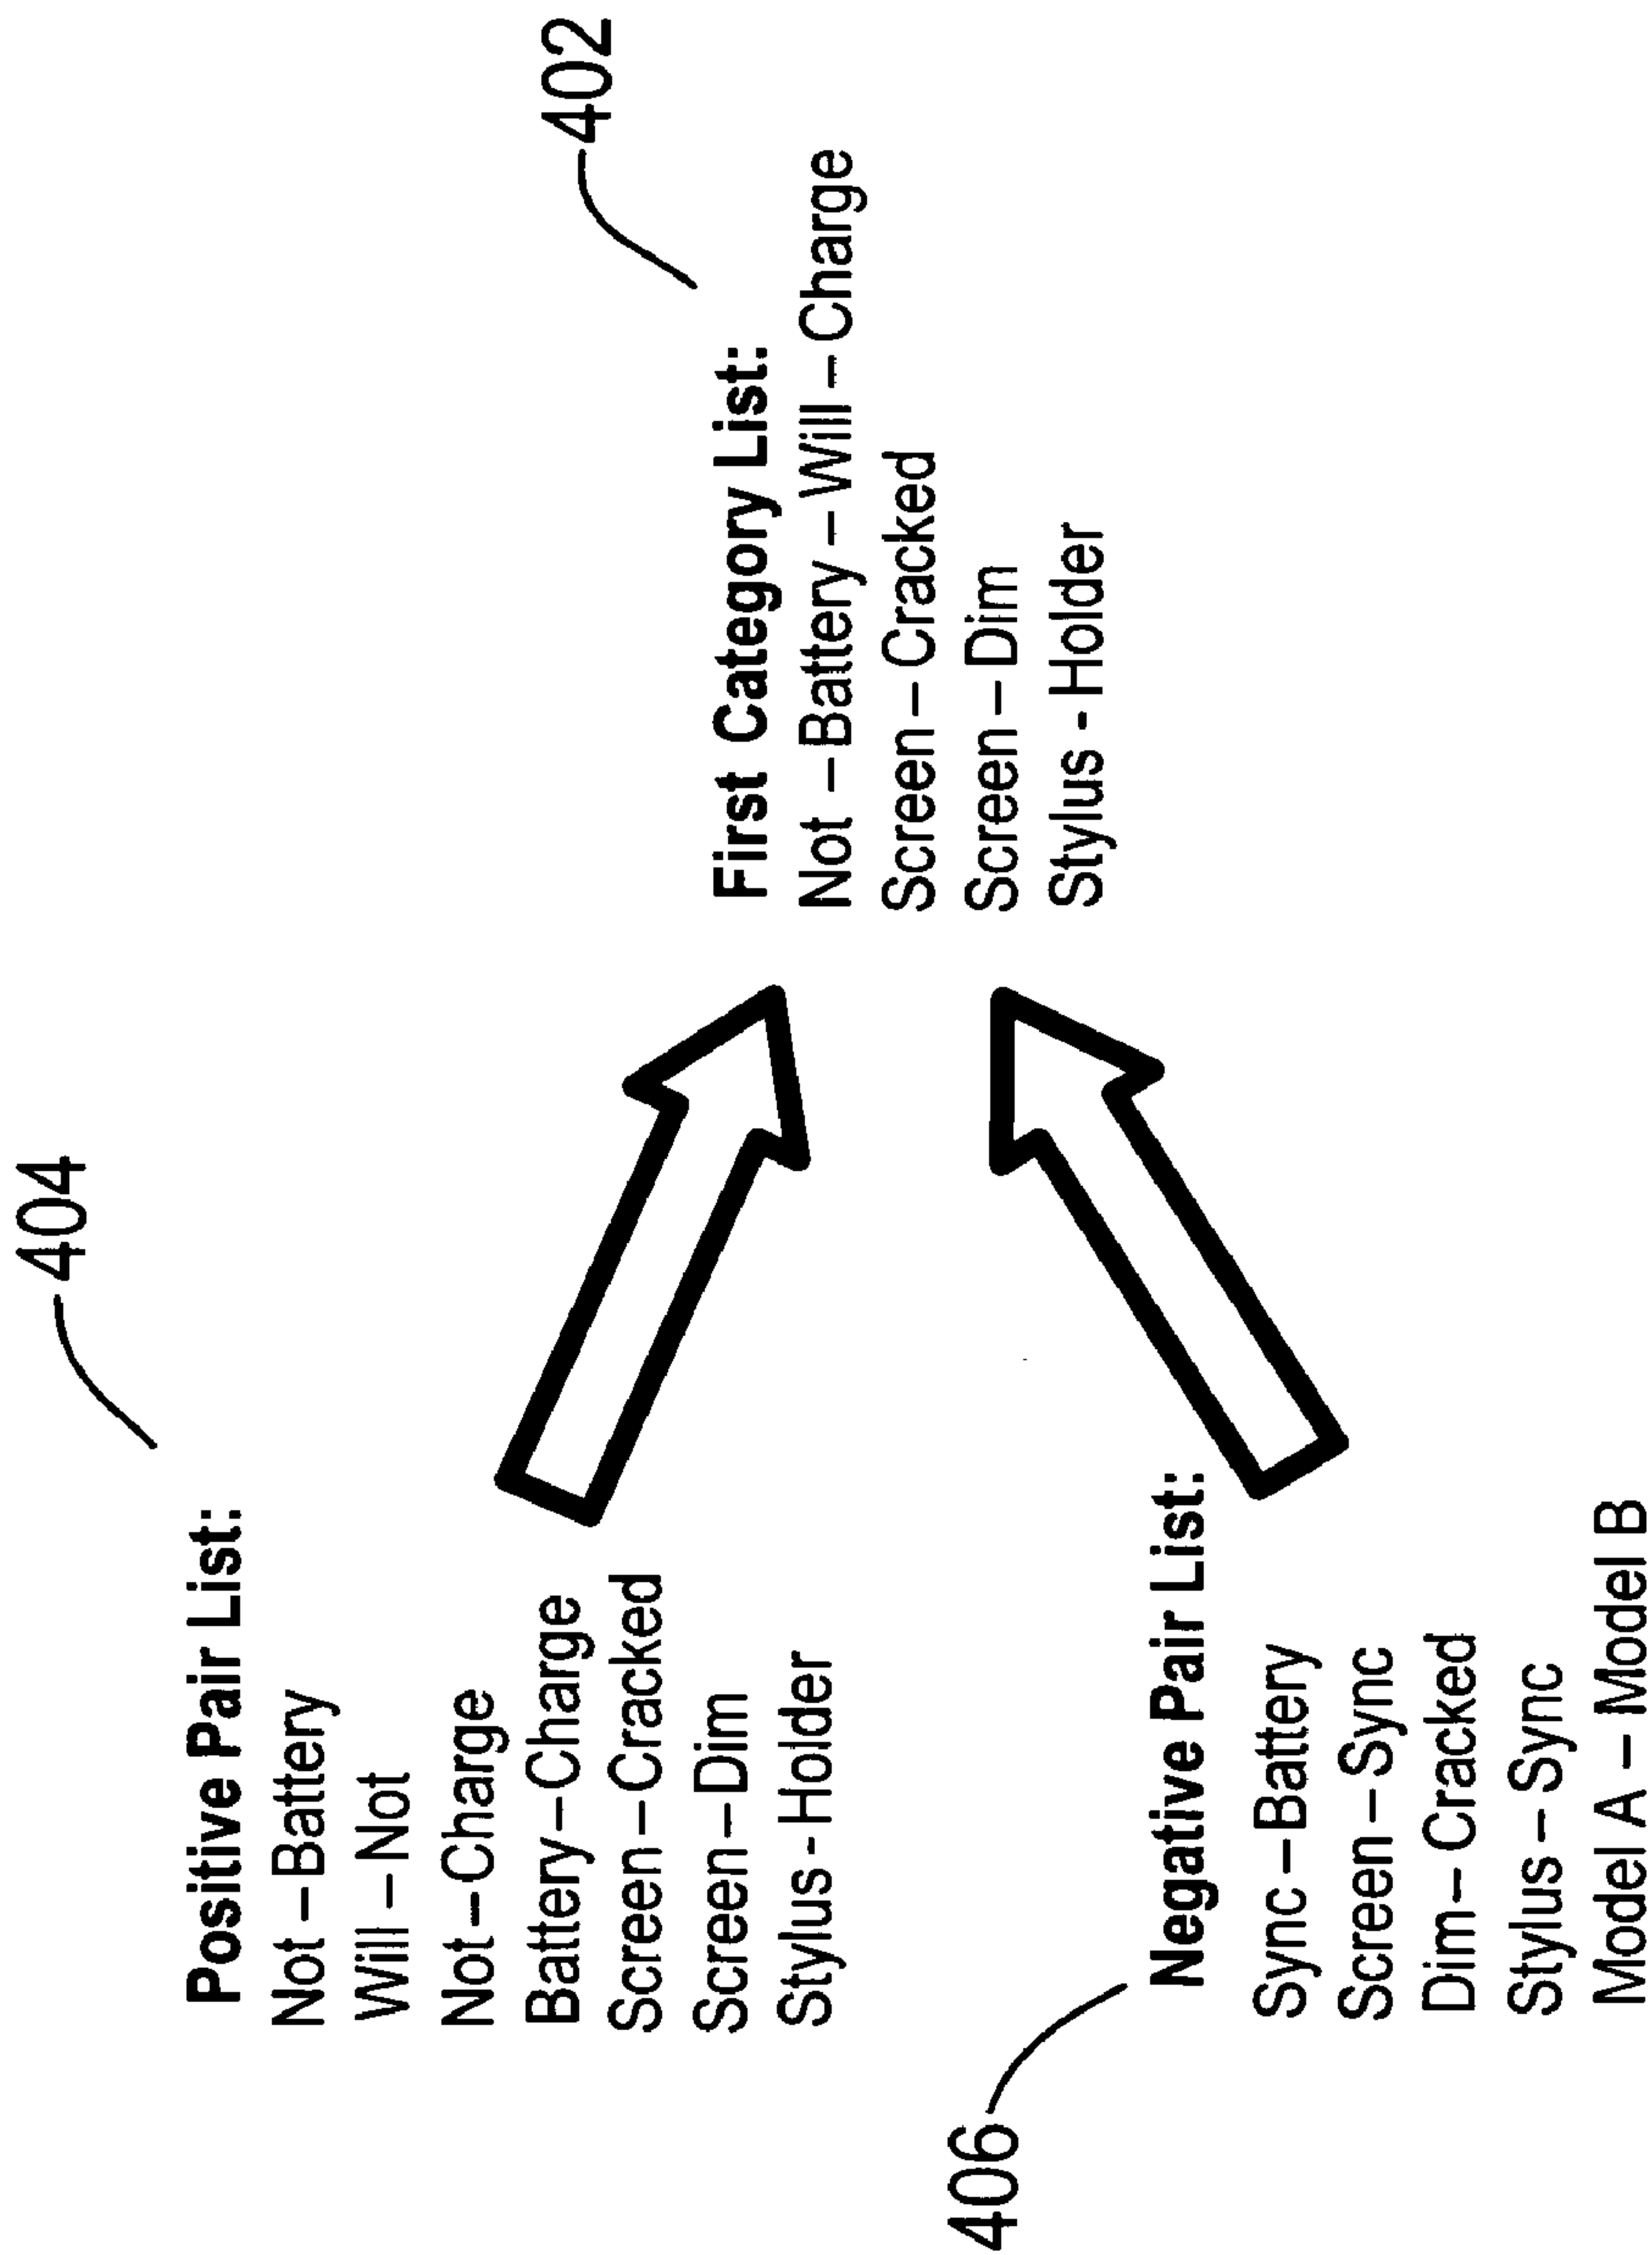 404
Positive Pair List:
Not – Battery
Will – Not
Not – Charge
Battery – Charge
Screen – Cracked
Screen – Dim
Stylus - Holder
402
First Category List:
Not – Battery – Will – Charge
Screen – Cracked
Screen – Dim
Stylus - Holder
406
Negative Pair List:
Sync – Battery
Screen – Sync
Dim – Cracked
Stylus – Sync
Model A – Model B